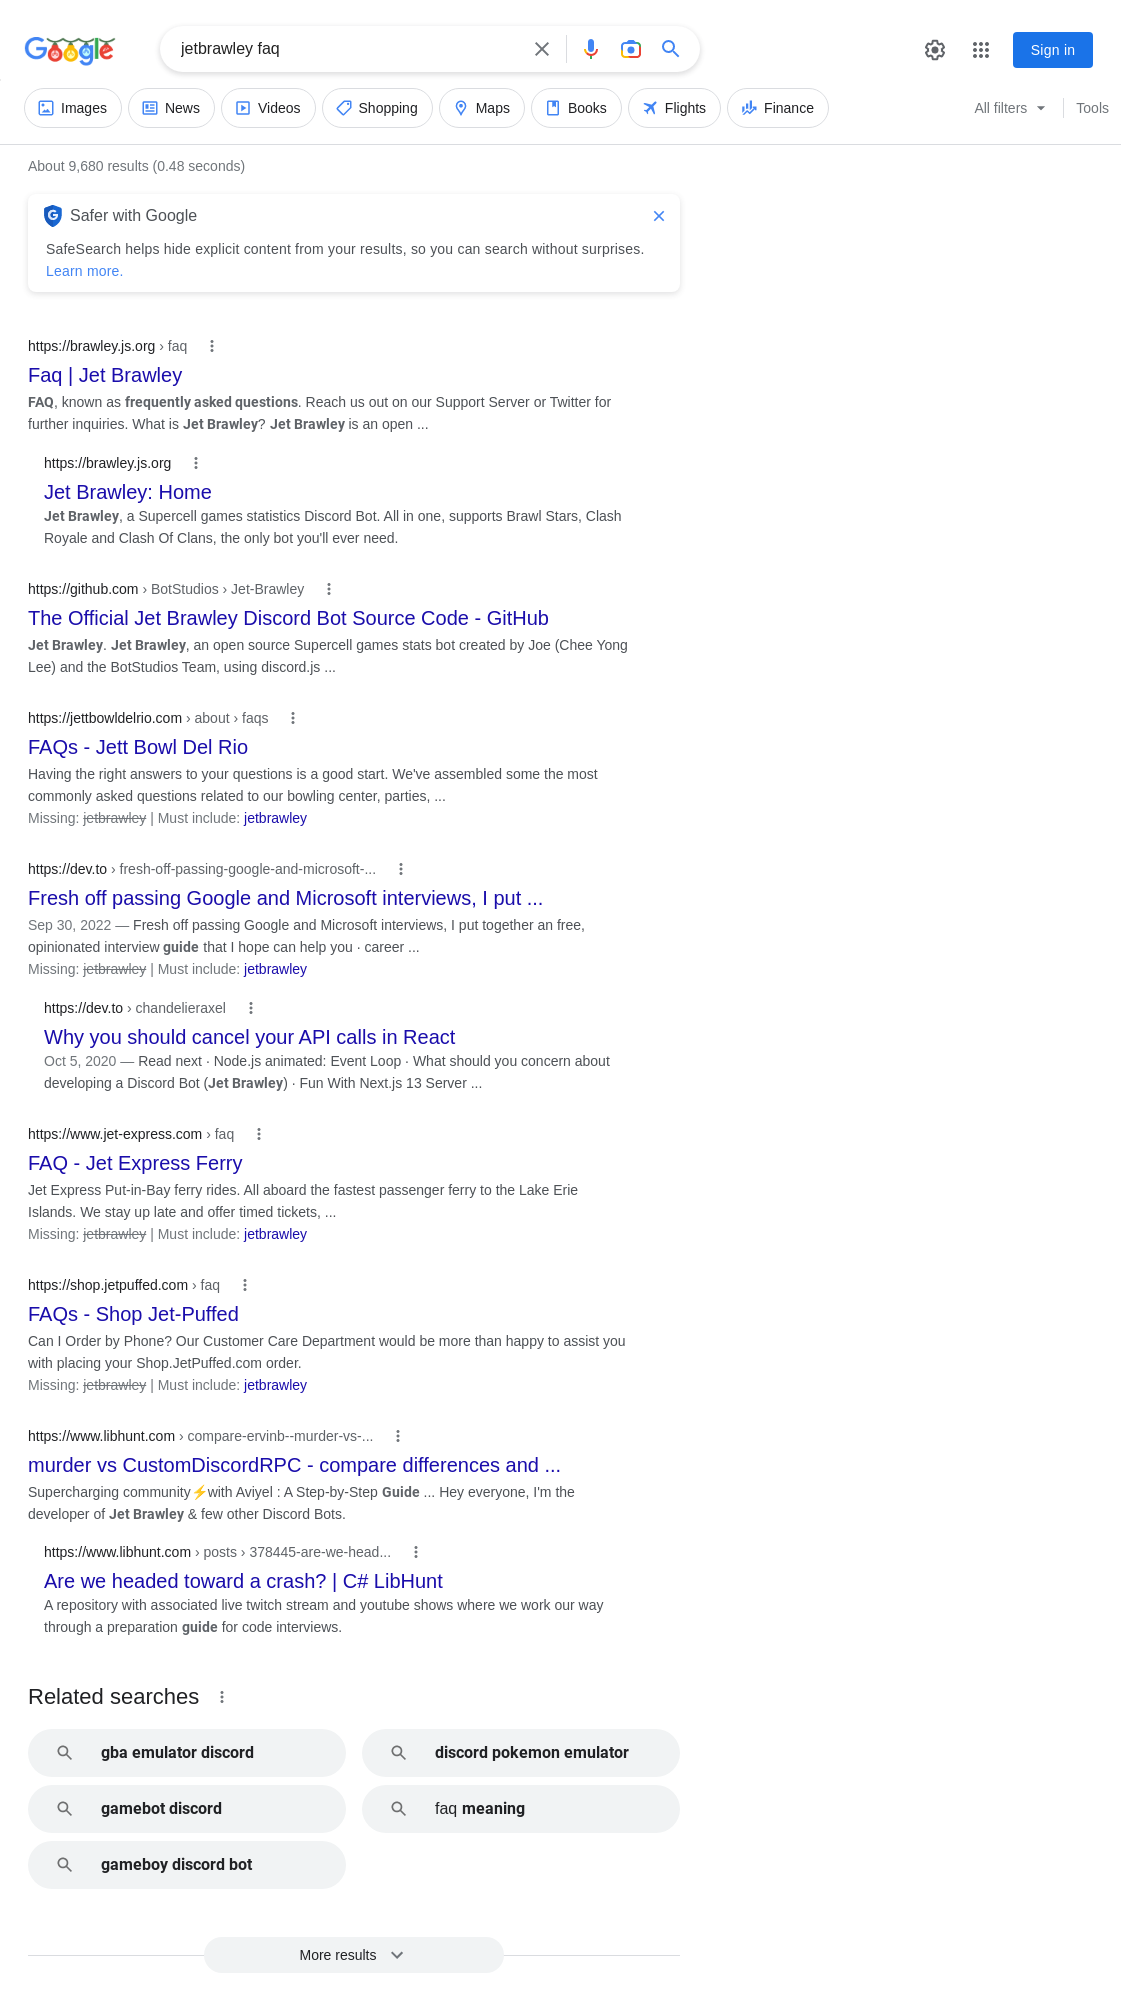 Google
jetbrawley faq
Sign in
Images
News
Videos
Shopping
Maps
Books
Flights
Finance
All filters
Tools
About 9,680 results (0.48 seconds)
Safer with Google
SafeSearch helps hide explicit content from your results, so you can search without surprises.
Learn more.
https://brawley.js.org › faq
Faq | Jet Brawley
FAQ, known as frequently asked questions. Reach us out on our Support Server or Twitter for
further inquiries. What is Jet Brawley? Jet Brawley is an open ...
https://brawley.js.org
Jet Brawley: Home
Jet Brawley, a Supercell games statistics Discord Bot. All in one, supports Brawl Stars, Clash
Royale and Clash Of Clans, the only bot you'll ever need.
https://github.com › BotStudios › Jet-Brawley
The Official Jet Brawley Discord Bot Source Code - GitHub
Jet Brawley. Jet Brawley, an open source Supercell games stats bot created by Joe (Chee Yong
Lee) and the BotStudios Team, using discord.js ...
https://jettbowldelrio.com › about › faqs
FAQs - Jett Bowl Del Rio
Having the right answers to your questions is a good start. We've assembled some the most
commonly asked questions related to our bowling center, parties, ...
Missing: jetbrawley | Must include: jetbrawley
https://dev.to › fresh-off-passing-google-and-microsoft-...
Fresh off passing Google and Microsoft interviews, I put ...
Sep 30, 2022 — Fresh off passing Google and Microsoft interviews, I put together an free,
opinionated interview guide that I hope can help you · career ...
Missing: jetbrawley | Must include: jetbrawley
https://dev.to › chandelieraxel
Why you should cancel your API calls in React
Oct 5, 2020 — Read next · Node.js animated: Event Loop · What should you concern about
developing a Discord Bot (Jet Brawley) · Fun With Next.js 13 Server ...
https://www.jet-express.com › faq
FAQ - Jet Express Ferry
Jet Express Put-in-Bay ferry rides. All aboard the fastest passenger ferry to the Lake Erie
Islands. We stay up late and offer timed tickets, ...
Missing: jetbrawley | Must include: jetbrawley
https://shop.jetpuffed.com › faq
FAQs - Shop Jet-Puffed
Can I Order by Phone? Our Customer Care Department would be more than happy to assist you
with placing your Shop.JetPuffed.com order.
Missing: jetbrawley | Must include: jetbrawley
https://www.libhunt.com › compare-ervinb--murder-vs-...
murder vs CustomDiscordRPC - compare differences and ...
Supercharging community⚡with Aviyel : A Step-by-Step Guide ... Hey everyone, I'm the
developer of Jet Brawley & few other Discord Bots.
https://www.libhunt.com › posts › 378445-are-we-head...
Are we headed toward a crash? | C# LibHunt
A repository with associated live twitch stream and youtube shows where we work our way
through a preparation guide for code interviews.
Related searches
gba emulator discord
discord pokemon emulator
gamebot discord
faq meaning
gameboy discord bot
More results